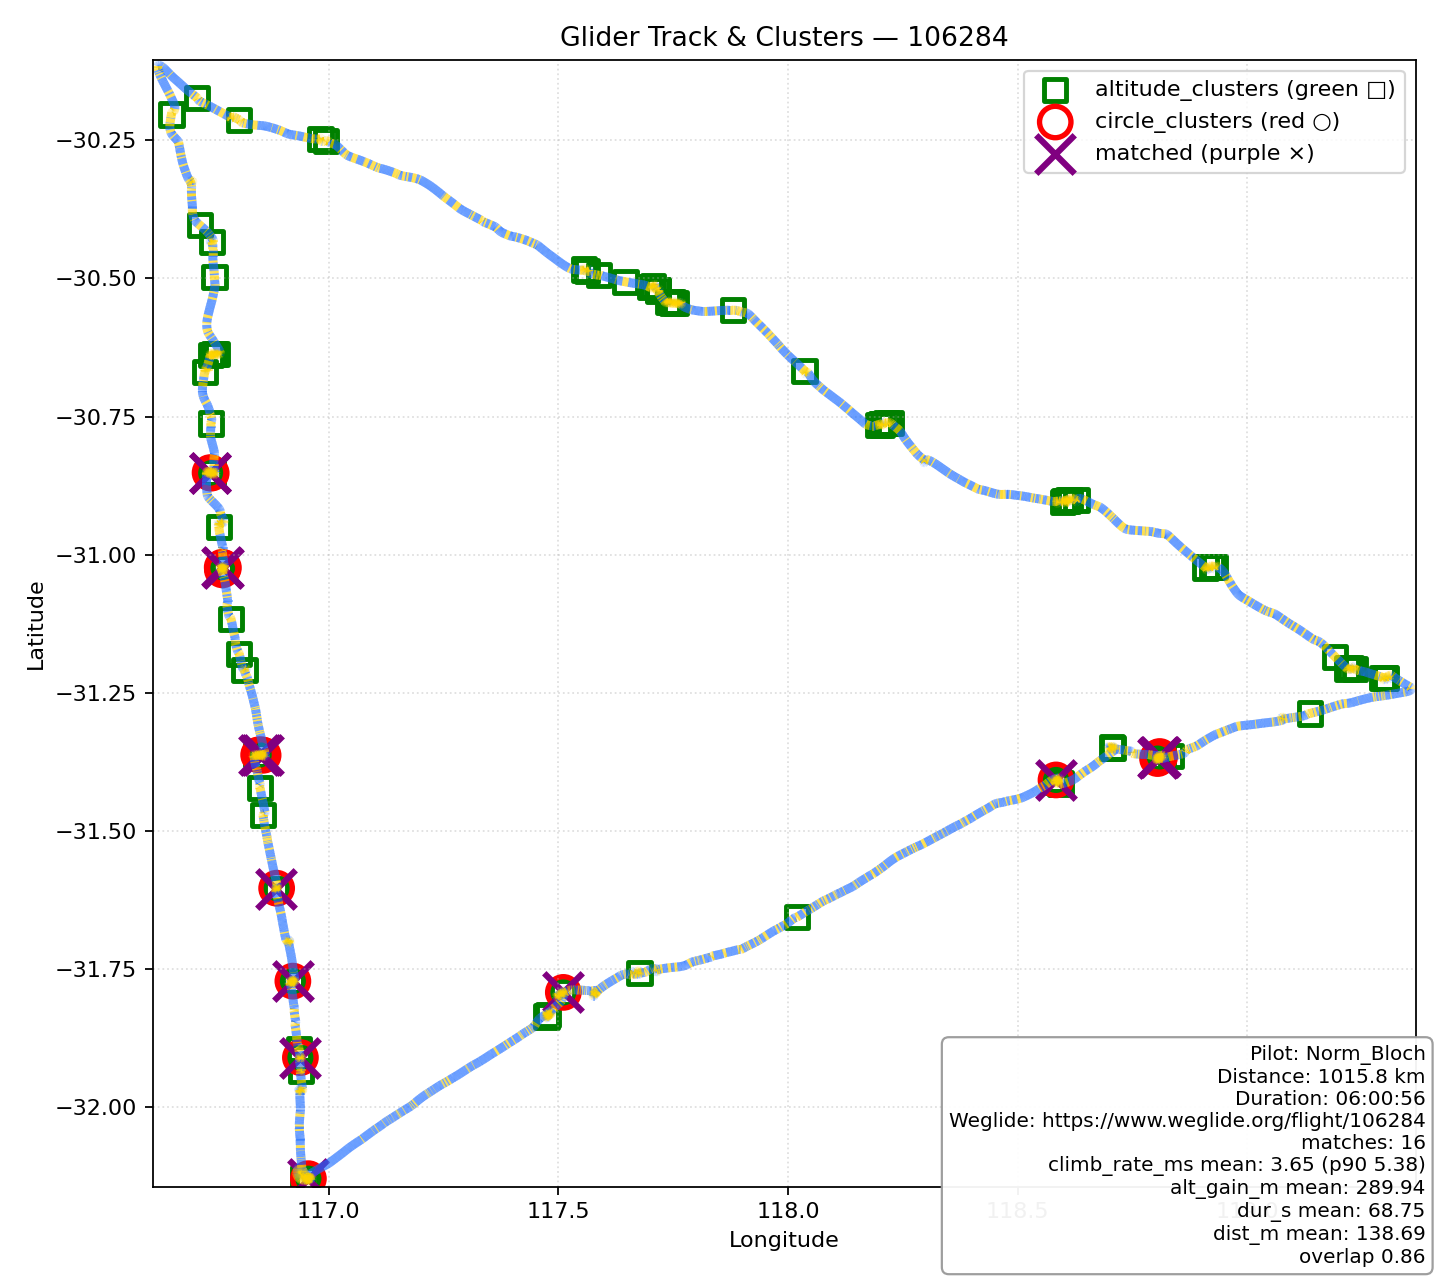 Glider Track & Clusters — 106284
altitude_clusters (green □)
circle_clusters (red ○)
matched (purple ×)
−30.25
−30.50
−30.75
−31.00
−31.25
−31.50
−31.75
−32.00
Latitude
117.0
117.5
118.0
118.5
Longitude
Pilot: Norm_Bloch
Distance: 1015.8 km
Duration: 06:00:56
Weglide: https://www.weglide.org/flight/106284
matches: 16
climb_rate_ms mean: 3.65 (p90 5.38)
alt_gain_m mean: 289.94
dur_s mean: 68.75
dist_m mean: 138.69
overlap 0.86